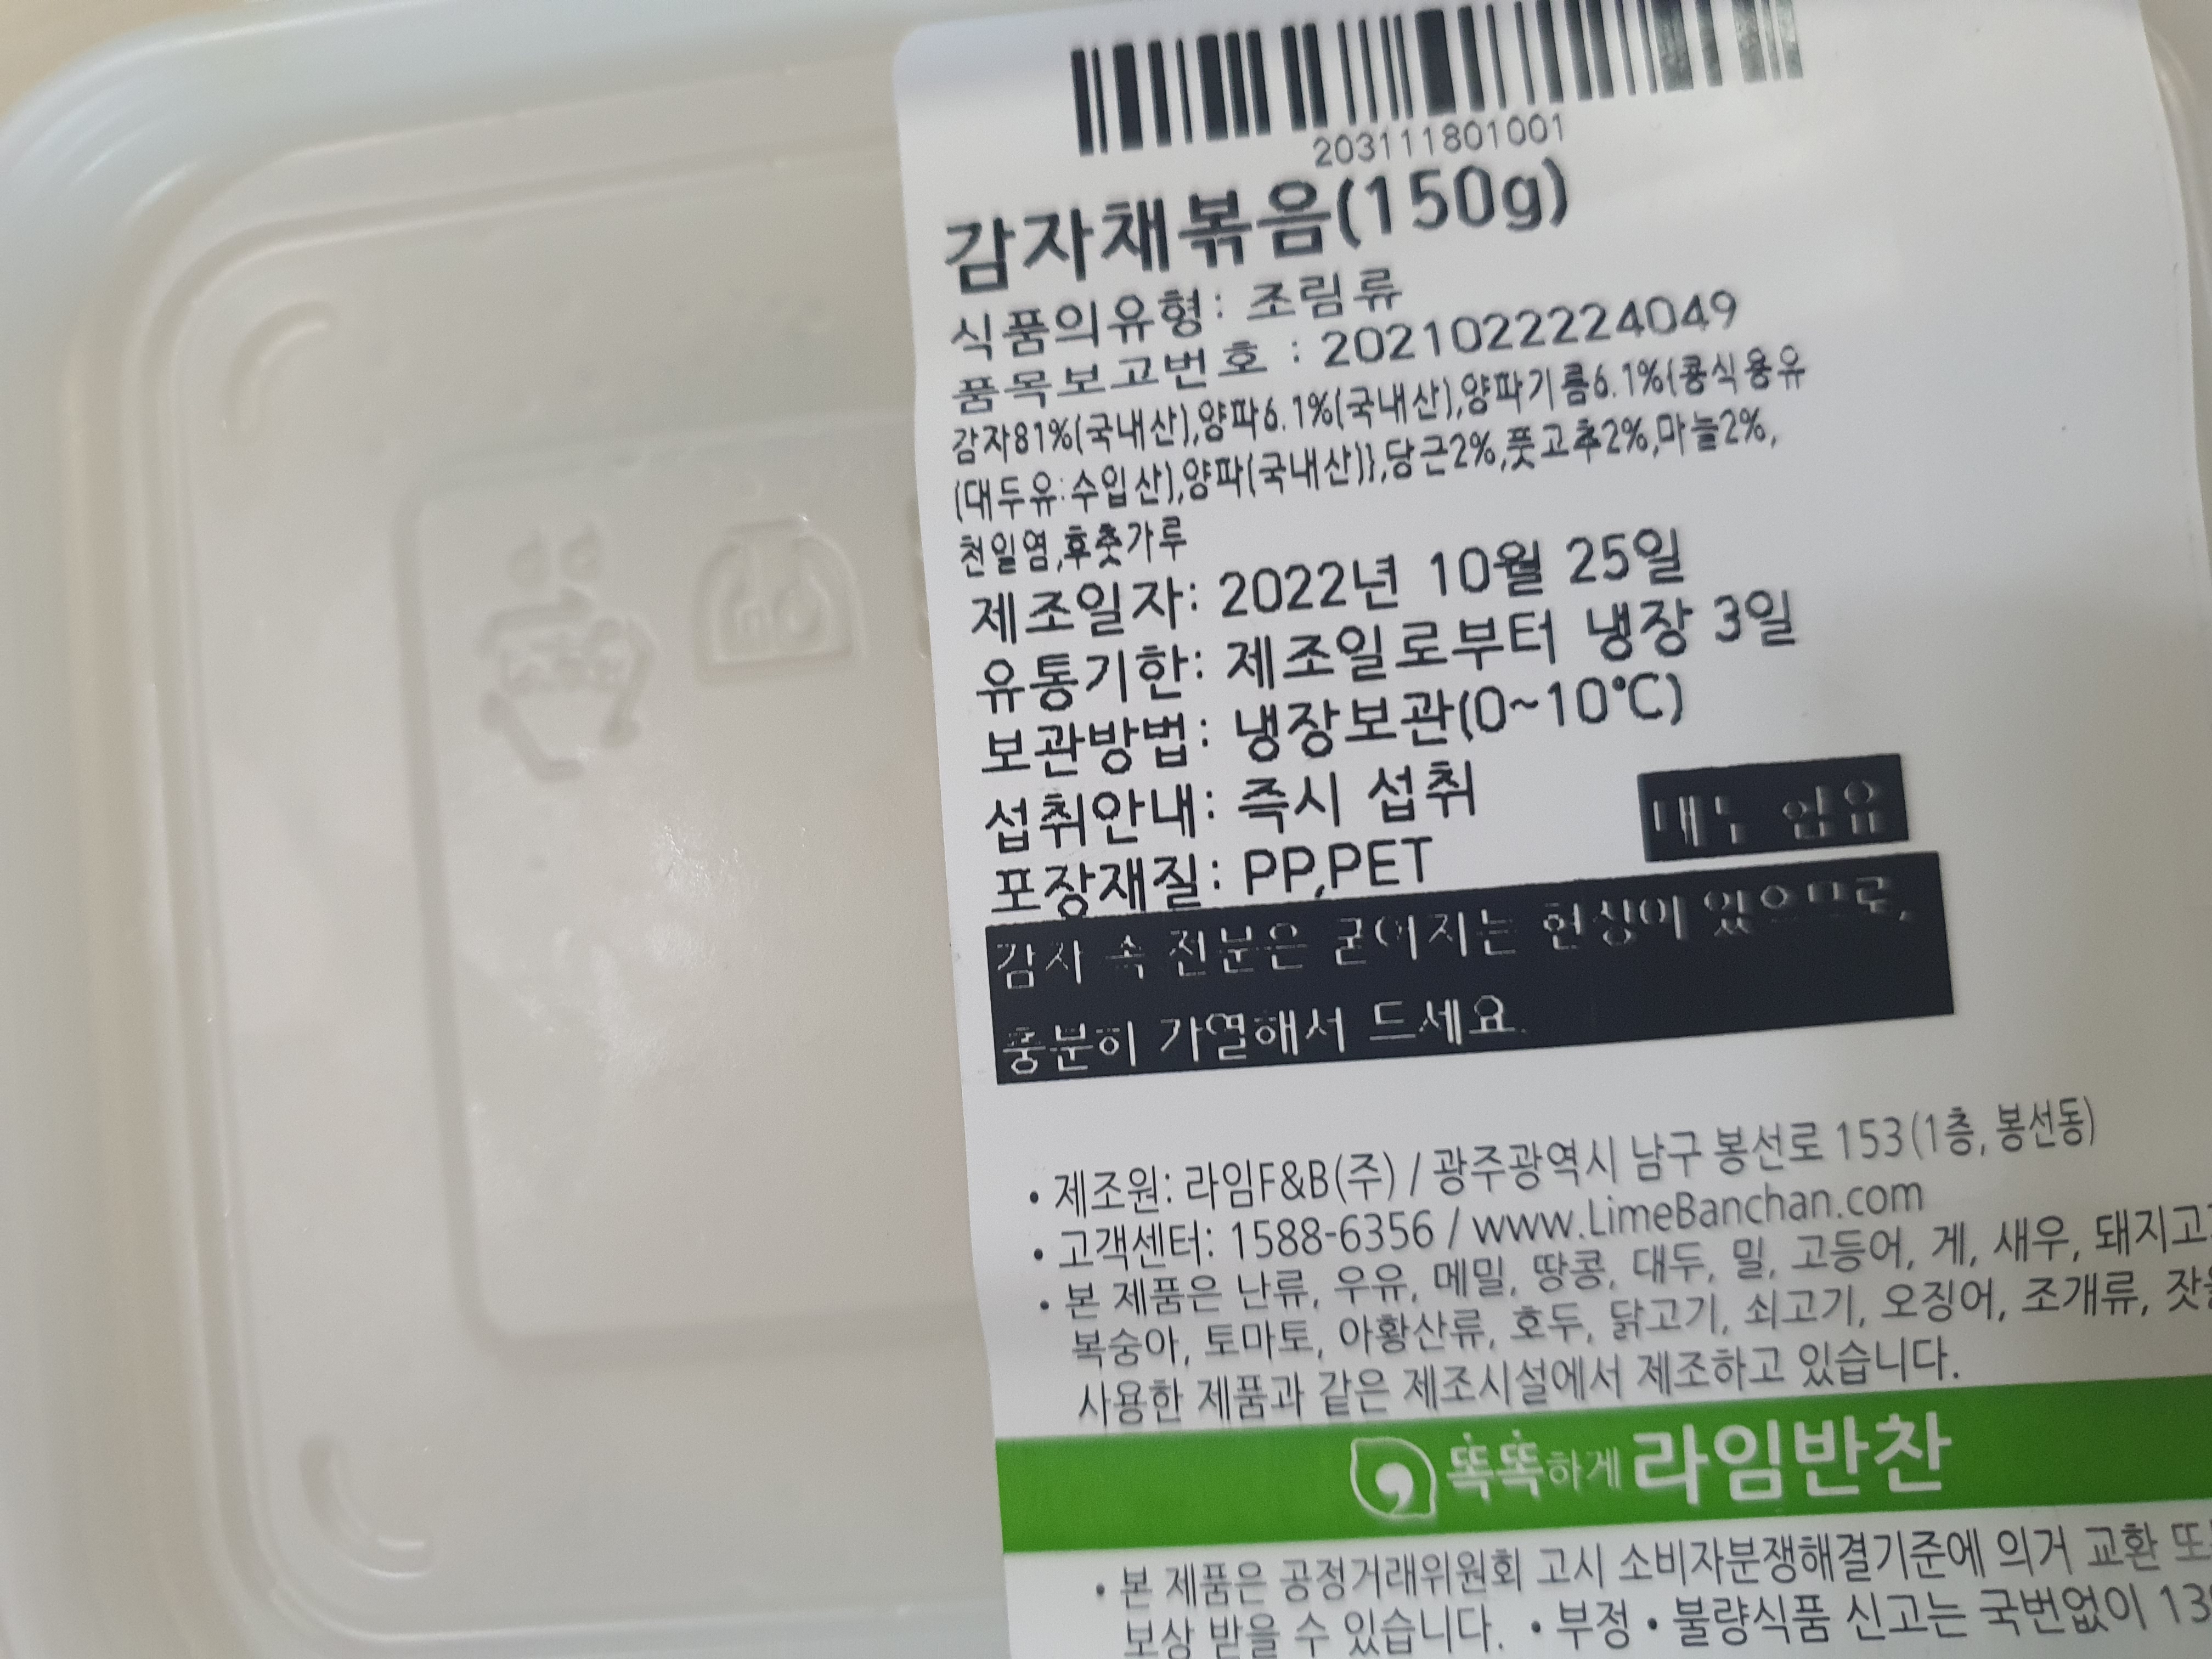 203111801001
감자채볶음(150g)
식품의유형: 조림류
품목보고번호 : 2021022224049
감자81%(국내산),양파6.1%(국내산),양파기름6.1%{콩식용유
(대두유:수입산),양파(국내산)},당근2%,풋고추2%,마늘2%,
천일염,후춧가루
제조일자: 2022년 10월 25일
유통기한: 제조일로부터 냉장 3일
보관방법: 냉장보관(0~10℃)
섭취안내: 즉시 섭취
포장재질: PP,PET
대두 함유
감자 속 전분은 굳어지는 현상이 있으므로,
충분히 가열해서 드세요.
• 제조원: 라임F&B(주) / 광주광역시 남구 봉선로 153(1층, 봉선동)
• 고객센터: 1588-6356 / www.LimeBanchan.com
• 본 제품은 난류, 우유, 메밀, 땅콩, 대두, 밀, 고등어, 게, 새우, 돼지고
복숭아, 토마토, 아황산류, 호두, 닭고기, 쇠고기, 오징어, 조개류, 잣
사용한 제품과 같은 제조시설에서 제조하고 있습니다.
똑똑하게 라임반찬
• 본 제품은 공정거래위원회 고시 소비자분쟁해결기준에 의거 교환
보상 받을 수 있습니다. • 부정 • 불량식품 신고는 국번없이